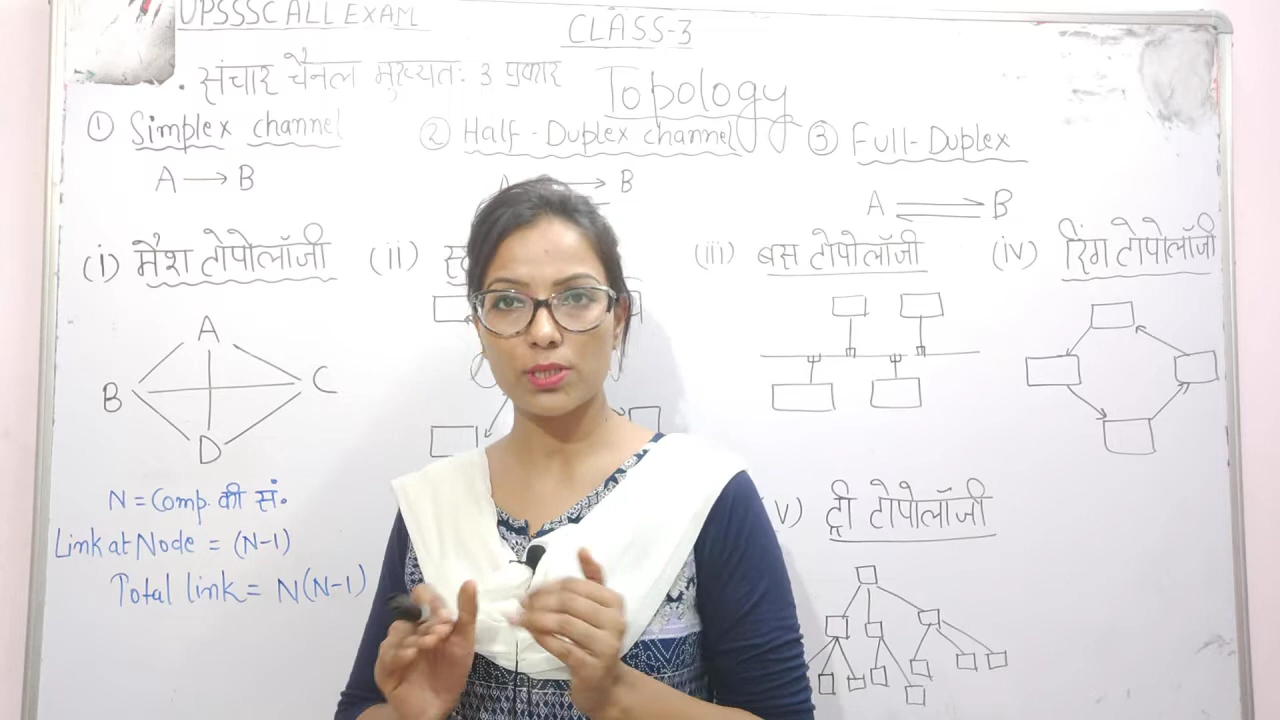 UPSSSC ALL EXAM
CLASS-3
. संचार चैनल मुख्यतः 3 प्रकार
Topology
① Simplex channel
② Half-Duplex channel
③ Full-Duplex
A → B
A → B
A B
(i) मैश टोपोलॉजी
(ii)
(iii) बस टोपोलॉजी
(iv) रिंग टोपोलॉजी
A
B
C
D
N = Comp. की सं.
Link at Node = (N-1)
Total link = N(N-1)
v) ट्री टोपोलॉजी